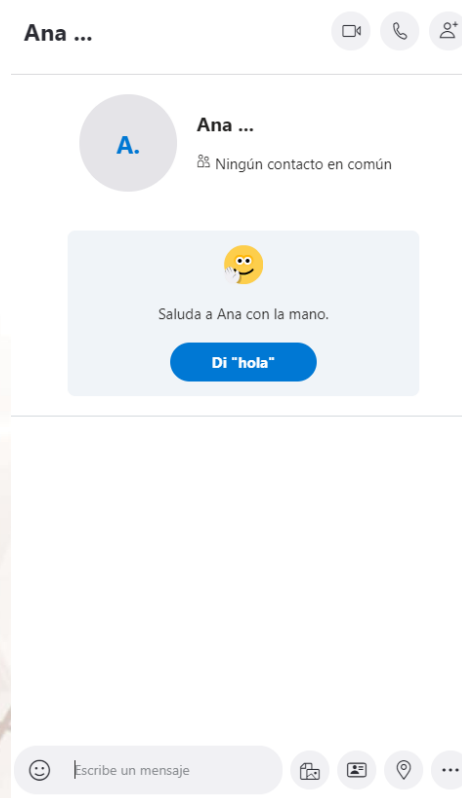 Ana ...
A.
Ana ...
Ningún contacto en común
Saluda a Ana con la mano.
Di "hola"
Escribe un mensaje